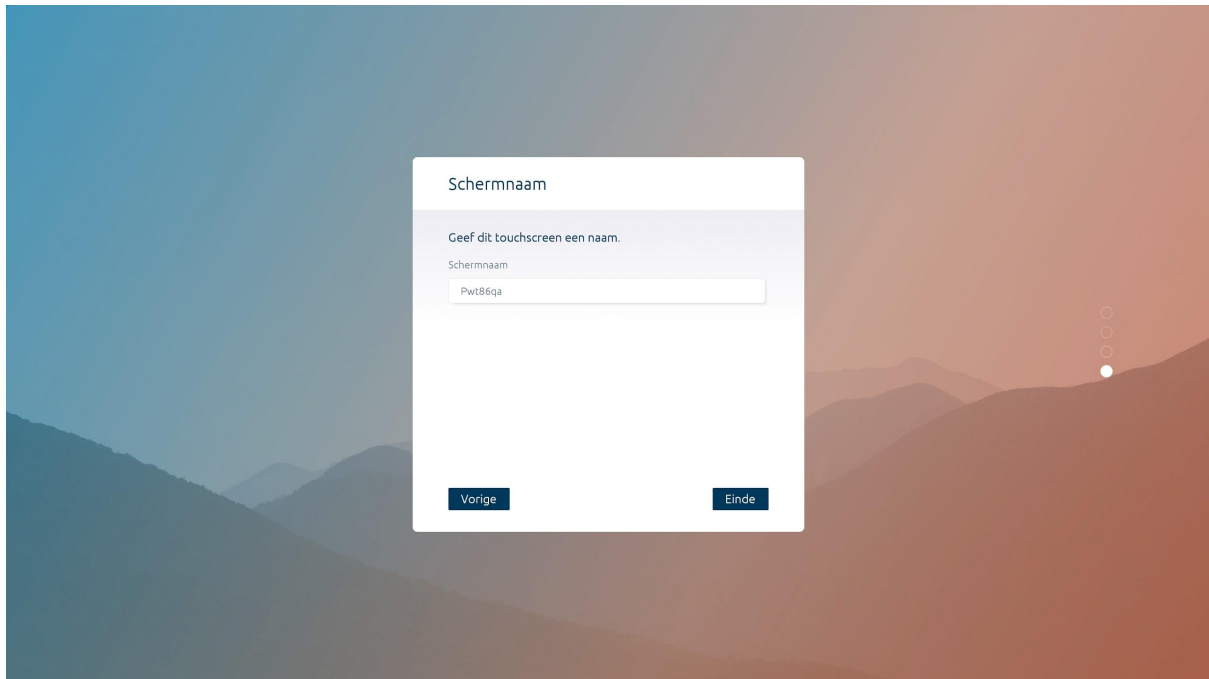 Schermnaam
Geef dit touchscreen een naam.
Schermnaam
Pwt86qa
Vorige
Einde